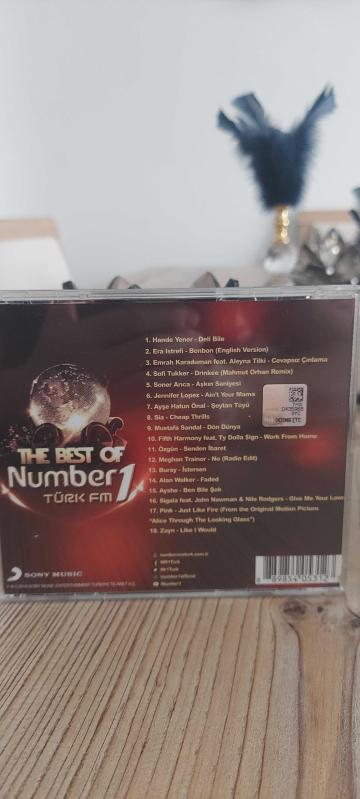 1. Hande Yener - Deli Bile
2. Era Istrefi - Bonbon (English Version)
3. Emrah Karaduman feat. Aleyna Tilki - Cevapsız Çınlama
4. Sofi Tukker - Drinkee (Mahmut Orhan Remix)
5. Soner Arıca - Aşkın Saniyesi
6. Jennifer Lopez - Ain't Your Mama
7. Ayşe Hatun Önal - Şeytan Tüyü
8. Sia - Cheap Thrills
9. Mustafa Sandal - Dön Dünya
10. Fifth Harmony feat. Ty Dolla $ign - Work From Home
11. Özgün - Senden İbaret
12. Meghan Trainor - No (Radio Edit)
13. Buray - İstersen
14. Alan Walker - Faded
15. Ayshe - Ben Bile Şok
16. Sigala feat. John Newman & Nile Rodgers - Give Me Your Love
17. Pink - Just Like Fire (From the Original Motion Picture
"Alice Through The Looking Glass")
18. Zayn - Like I Would
THE BEST OF
Number1
TÜRK FM
SONY MUSIC